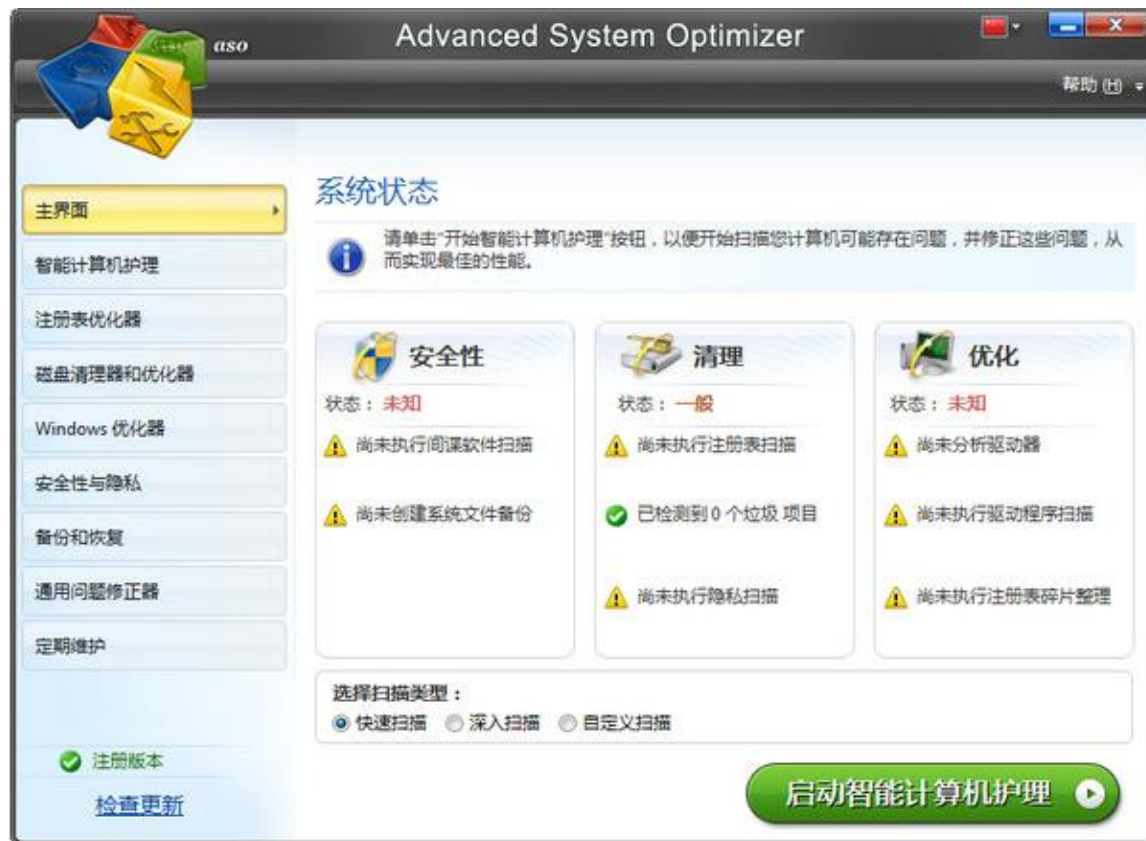 aso
Advanced System Optimizer
帮助(H)
主界面
智能计算机护理
注册表优化器
磁盘清理器和优化器
Windows 优化器
安全性与隐私
备份和恢复
通用问题修正器
定期维护
注册版本
检查更新
系统状态
请单击“开始智能计算机护理”按钮，以便开始扫描您计算机可能存在问题，并修正这些问题，从
而实现最佳的性能。
安全性
状态：未知
尚未执行间谍软件扫描
尚未创建系统文件备份
清理
状态：一般
尚未执行注册表扫描
已检测到 0 个垃圾 项目
尚未执行隐私扫描
优化
状态：未知
尚未分析驱动器
尚未执行驱动程序扫描
尚未执行注册表碎片整理
选择扫描类型：
快速扫描 深入扫描 自定义扫描
启动智能计算机护理